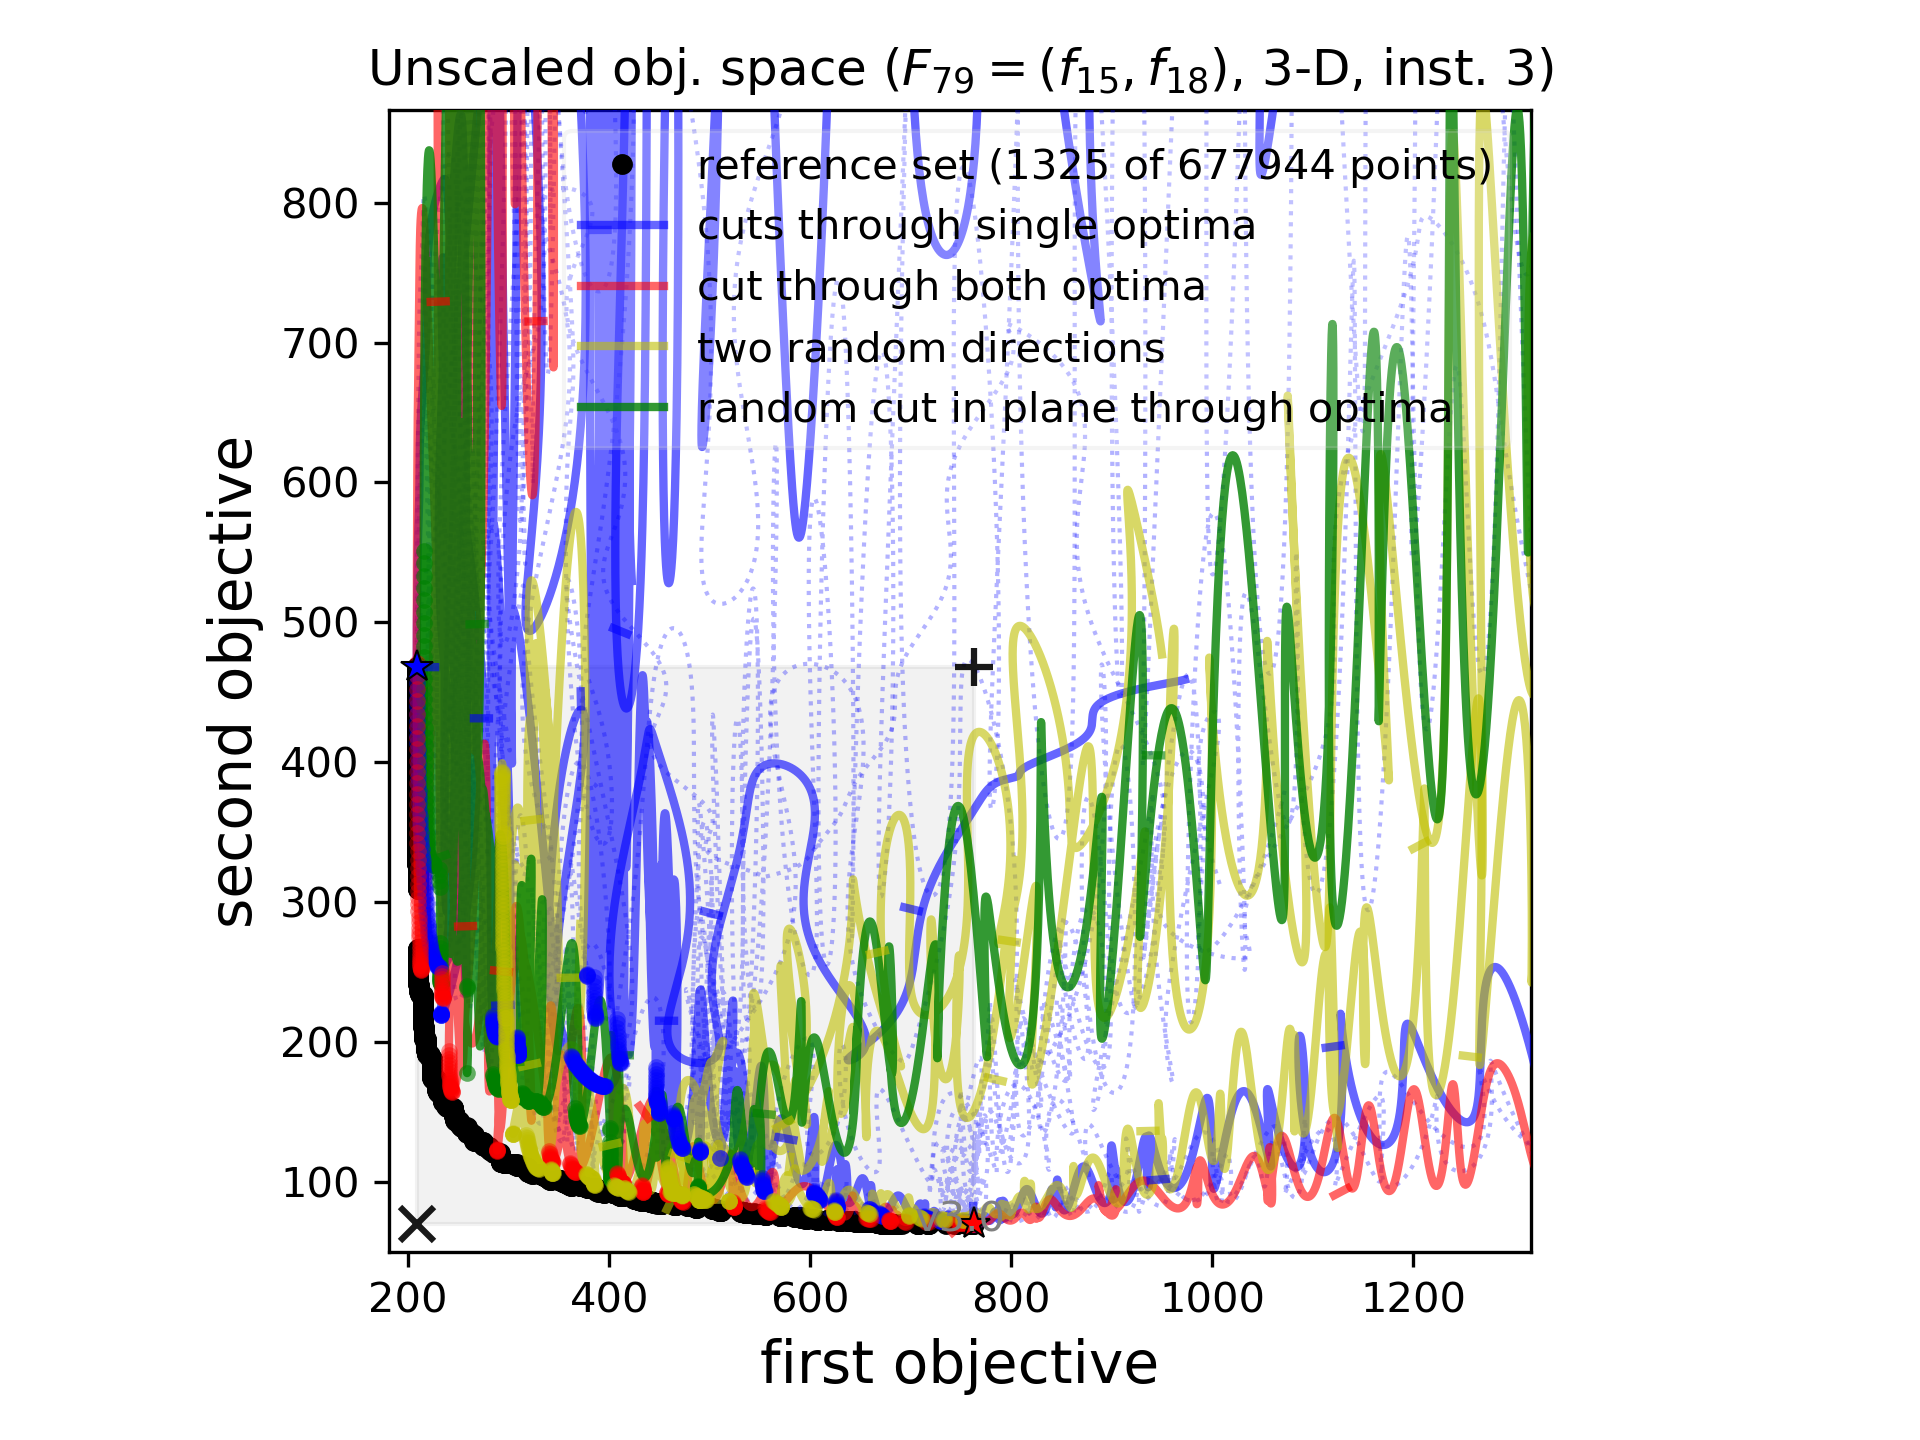 Unscaled obj. space (F79 = (f15, f18), 3-D, inst. 3)
reference set (1325 of 677944 points)
cuts through single optima
cut through both optima
two random directions
random cut in plane through optima
second objective
800
700
600
500
400
300
200
100
200 400 600 800 1000 1200
first objective